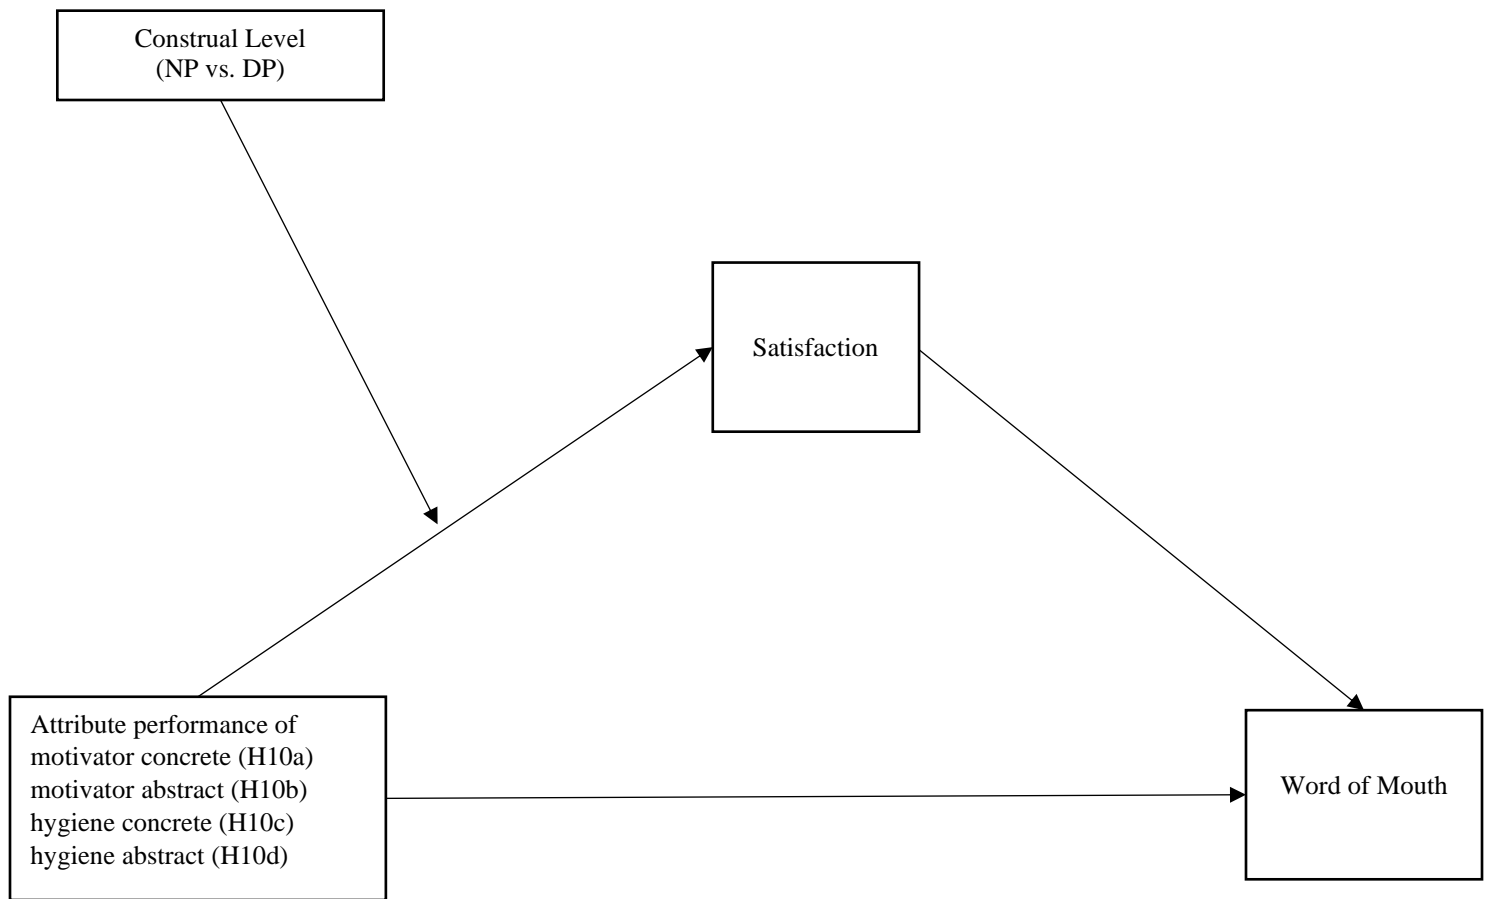 Construal Level
(NP vs. DP)
Satisfaction
Attribute performance of
motivator concrete (H10a)
motivator abstract (H10b)
hygiene concrete (H10c)
hygiene abstract (H10d)
Word of Mouth